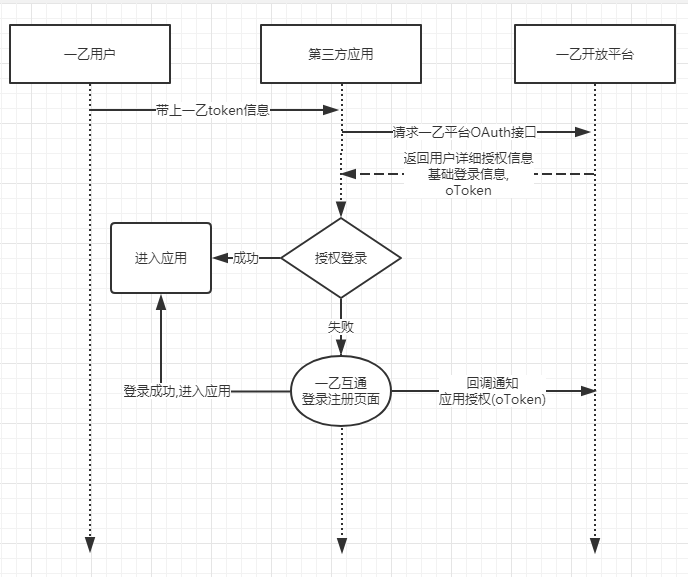 一乙用户
第三方应用
一乙开放平台
带上一乙token信息
请求一乙平台OAuth接口
返回用户详细授权信息
基础登录信息,
oToken
进入应用
成功
授权登录
失败
登录成功,进入应用
一乙互通
登录注册页面
回调通知
应用授权(oToken)